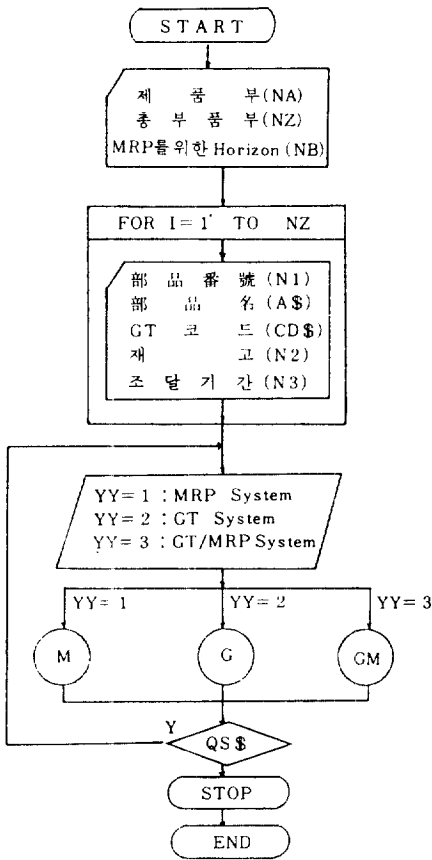 START
제 품 부(NA)
총 부 품 부(NZ)
MRP를위한 Horizon (NB)
FOR I = 1 TO NZ
部 品 番 號 (N1)
部 品 名 (A$)
GT 코 드 (CD$)
재 고 (N2)
조 달 기 간 (N3)
YY= 1 : MRP System
YY= 2 : GT System
YY= 3 : GT/MRP System
YY= 1
YY= 2
YY= 3
M
G
GM
Y
QS$
STOP
END